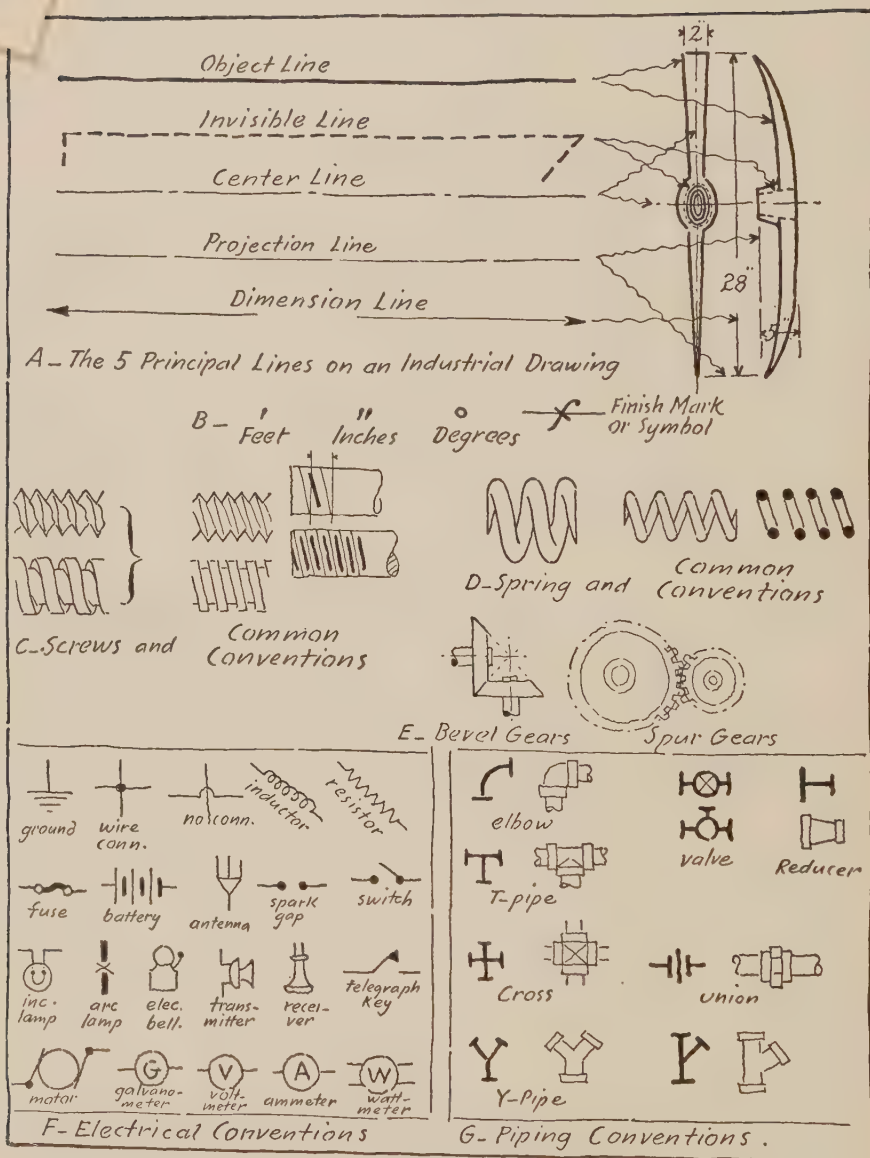 Object Line
2"
Invisible Line
Center Line
Projection Line
28"
Dimension Line
5"
A - The 5 Principal Lines on an Industrial Drawing
B - ' " ° f Finish Mark
Feet Inches Degrees or Symbol
C - Screws and Common
Conventions
D - Spring and Common
Conventions
E - Bevel Gears Spur Gears
ground
wire
conn.
no conn.
inductor
resistor
fuse
battery
antenna
spark
gap
switch
inc.
lamp
arc
lamp
elec.
bell.
trans-
mitter
recei-
ver
telegraph
Key
motor
G
galvano-
meter
V
volt-
meter
A
ammeter
W
watt-
meter
F - Electrical Conventions
elbow
valve
Reducer
T-pipe
Cross
union
Y-Pipe
G - Piping Conventions.